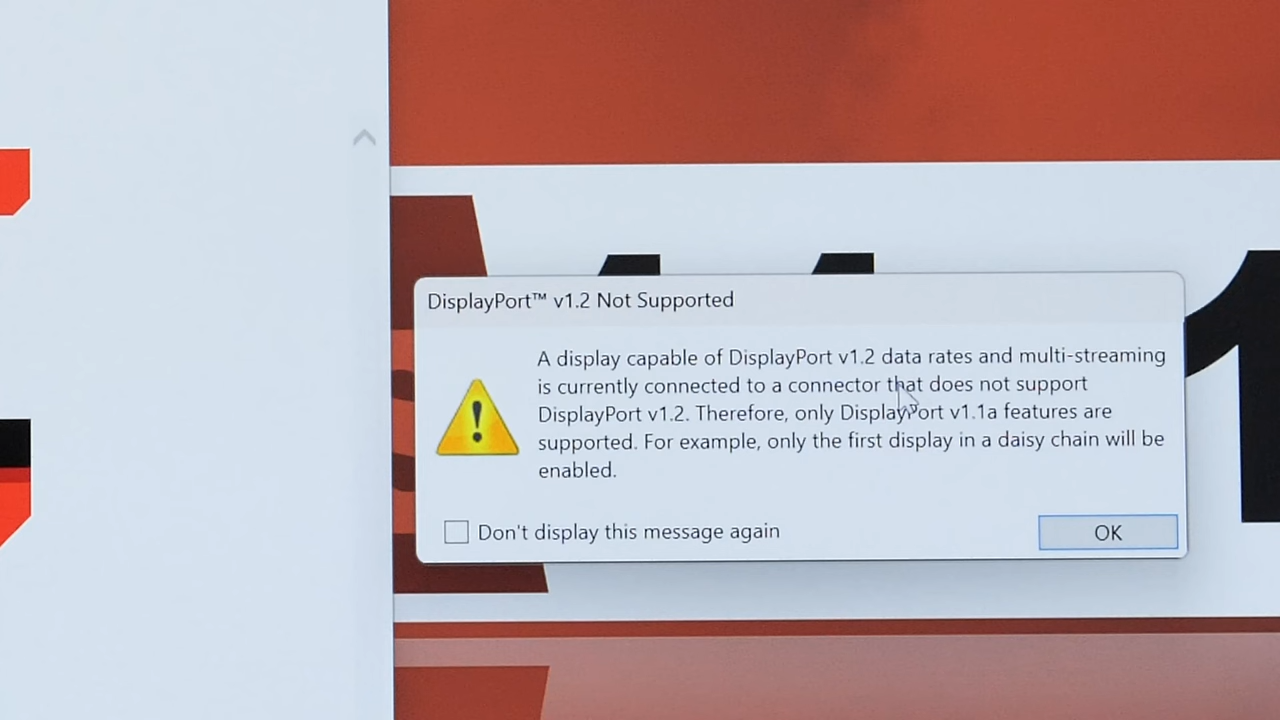 DisplayPort™ v1.2 Not Supported
A display capable of DisplayPort v1.2 data rates and multi-streaming
is currently connected to a connector that does not support
DisplayPort v1.2. Therefore, only DisplayPort v1.1a features are
supported. For example, only the first display in a daisy chain will be
enabled.
Don't display this message again
OK